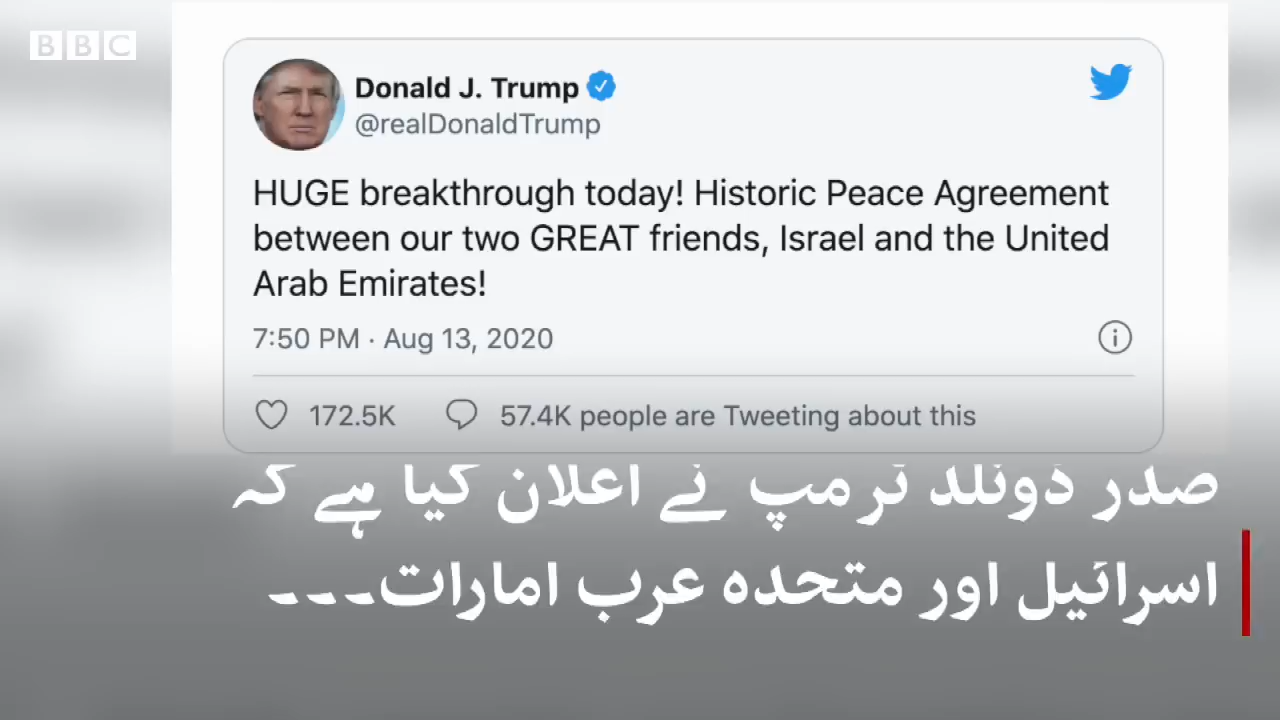 BBC
Donald J. Trump
@realDonaldTrump
HUGE breakthrough today! Historic Peace Agreement
between our two GREAT friends, Israel and the United
Arab Emirates!
7:50 PM · Aug 13, 2020
172.5K 57.4K people are Tweeting about this
صدر ڈونلڈ ٹرمپ نے اعلان کیا ہے کہ
اسرائیل اور متحدہ عرب امارات۔۔۔